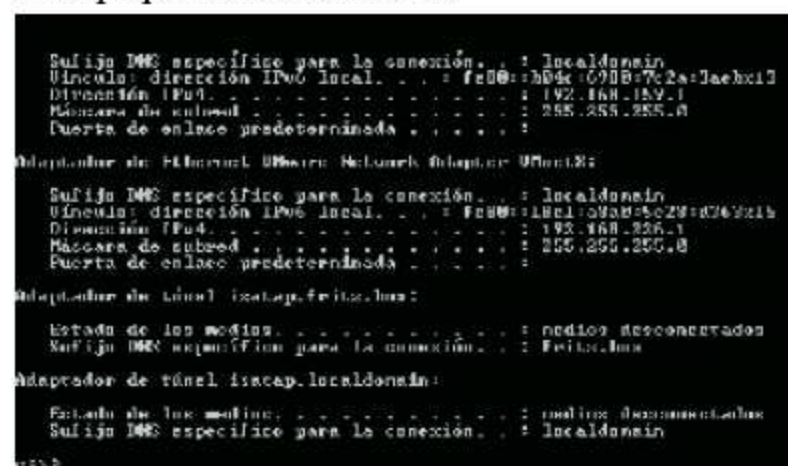 Sufijo DNS específico para la conexión. . : localdomain
Vínculo: dirección IPv6 local. . . :
Dirección IPv4. . . . . . . . . . . . . . : 192.168.159.1
Máscara de subred . . . . . . . . . . . . : 255.255.255.0
Puerta de enlace predeterminada . . . . . :
Adaptador de Ethernet VMware Network Adapter VMnet8:
Sufijo DNS específico para la conexión. . : localdomain
Vínculo: dirección IPv6 local. . . :
Dirección IPv4. . . . . . . . . . . . . . : 192.168.226.1
Máscara de subred . . . . . . . . . . . . : 255.255.255.0
Puerta de enlace predeterminada . . . . . :
Adaptador de túnel isatap.fritz.box:
Estado de los medios. . . . . . . . . . . : medios desconectados
Sufijo DNS específico para la conexión. . : fritz.box
Adaptador de túnel isatap.localdomain:
Estado de los medios. . . . . . . . . . . : medios desconectados
Sufijo DNS específico para la conexión. . : localdomain